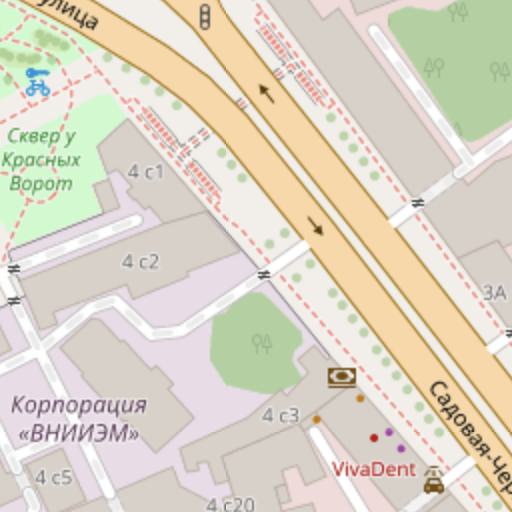 улица
Сквер у
Красных
Ворот
4 с1
4 с2
3А
Корпорация
«ВНИИЭМ»
4 с3
Садовая-Чер
VivaDent
4 с5
4 с20